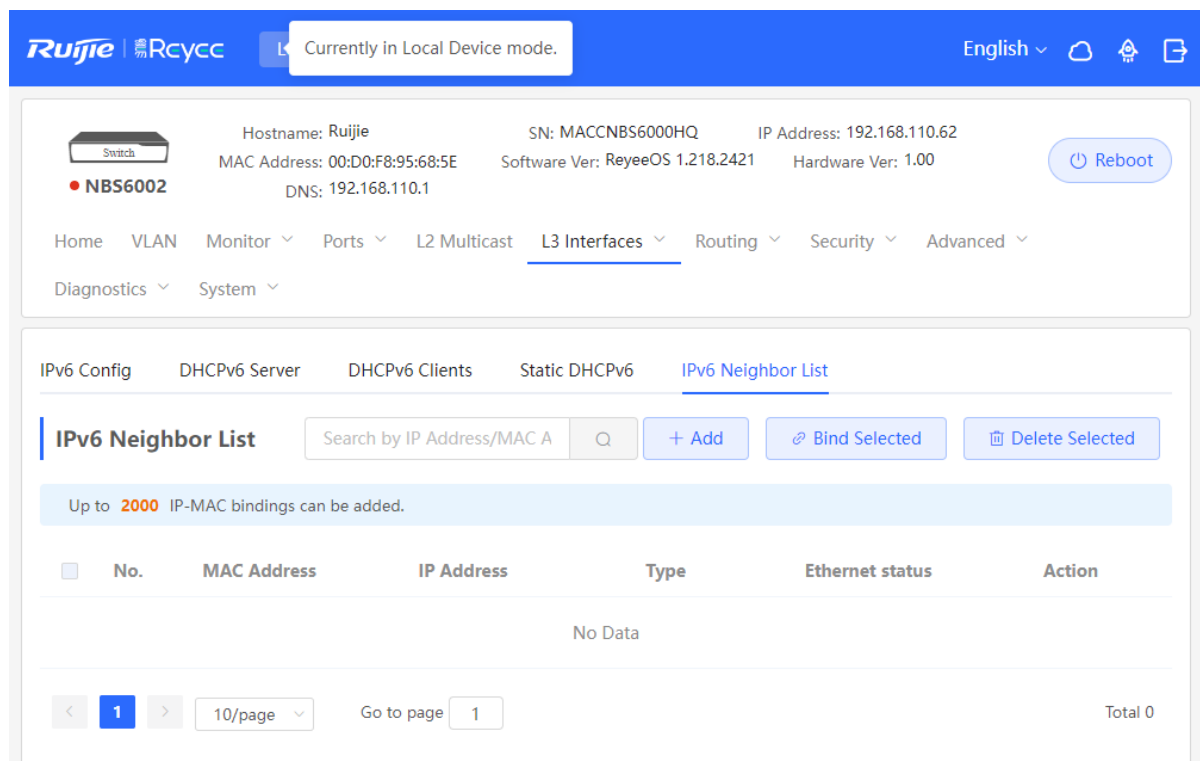 Ruijie | 易网 Reyee
Currently in Local Device mode.
English
Switch
NBS6002
Hostname: Ruijie
SN: MACCNBS6000HQ
IP Address: 192.168.110.62
MAC Address: 00:D0:F8:95:68:5E
Software Ver: ReyeeOS 1.218.2421
Hardware Ver: 1.00
DNS: 192.168.110.1
Reboot
Home VLAN Monitor Ports L2 Multicast L3 Interfaces Routing Security Advanced
Diagnostics System
IPv6 Config DHCPv6 Server DHCPv6 Clients Static DHCPv6 IPv6 Neighbor List
IPv6 Neighbor List
Search by IP Address/MAC A
+ Add
Bind Selected
Delete Selected
Up to 2000 IP-MAC bindings can be added.
No. MAC Address IP Address Type Ethernet status Action
No Data
< 1 > 10/page Go to page 1 Total 0